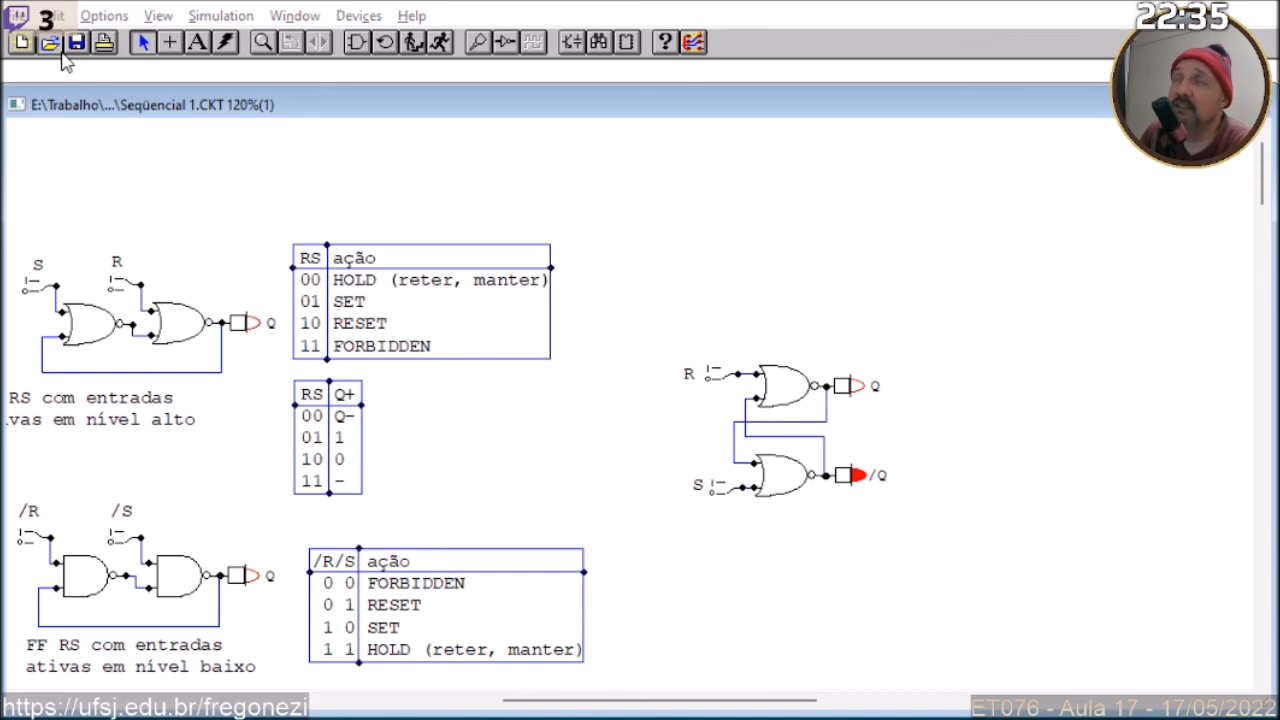 3
22:35
Edit Options View Simulation Window Devices Help
E:\Trabalho\...\Seqüencial 1.CKT 120%(1)
S R
Q
RS com entradas
ivas em nível alto
RS ação
00 HOLD (reter, manter)
01 SET
10 RESET
11 FORBIDDEN
RS Q+
00 Q-
01 1
10 0
11 -
R Q
S /Q
/R /S
Q
FF RS com entradas
ativas em nível baixo
/R/S ação
0 0 FORBIDDEN
0 1 RESET
1 0 SET
1 1 HOLD (reter, manter)
https://ufsj.edu.br/fregonezi
ET076 - Aula 17 - 17/05/2022